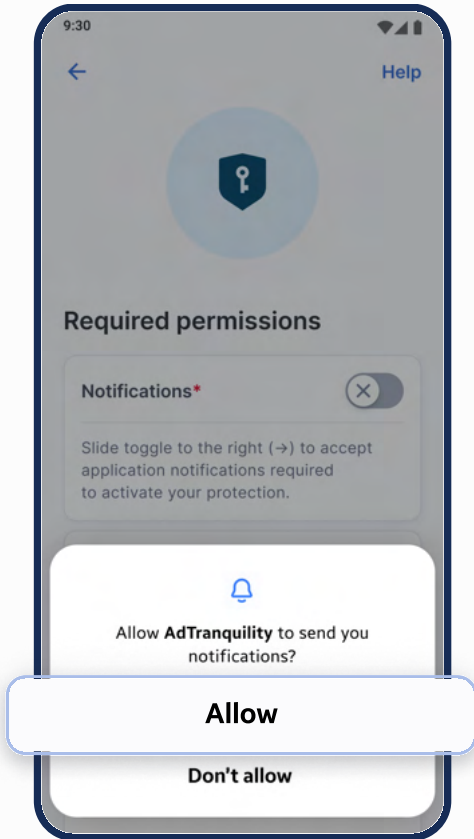 9:30
Help
Required permissions
Notifications*
Slide toggle to the right (→) to accept
application notifications required
to activate your protection.
Allow AdTranquility to send you
notifications?
Allow
Don't allow